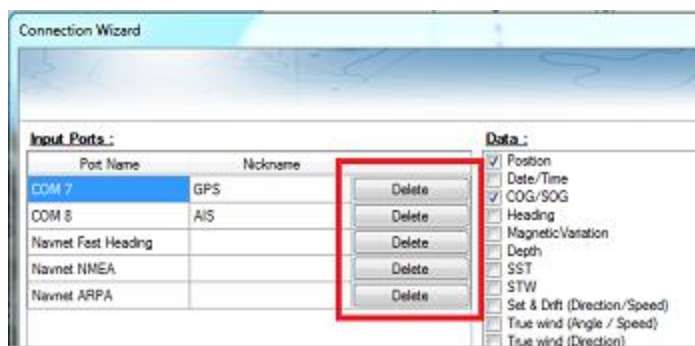 Connection Wizard
Input Ports :
Port Name Nickname
COM 7 GPS Delete
COM 8 AIS Delete
Navnet Fast Heading Delete
Navnet NMEA Delete
Navnet ARPA Delete
Data :
Position
Date/Time
COG/SOG
Heading
MagneticVariation
Depth
SST
STW
Set & Drift (Direction/Speed)
True wind (Angle / Speed)
True wind (Direction)